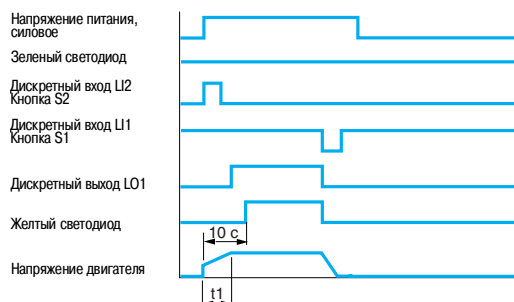 Напряжение питания,
силовое
Зеленый светодиод
Дискретный вход LI2
Кнопка S2
Дискретный вход LI1
Кнопка S1
Дискретный выход LO1
Желтый светодиод
10 с
Напряжение двигателя
t1